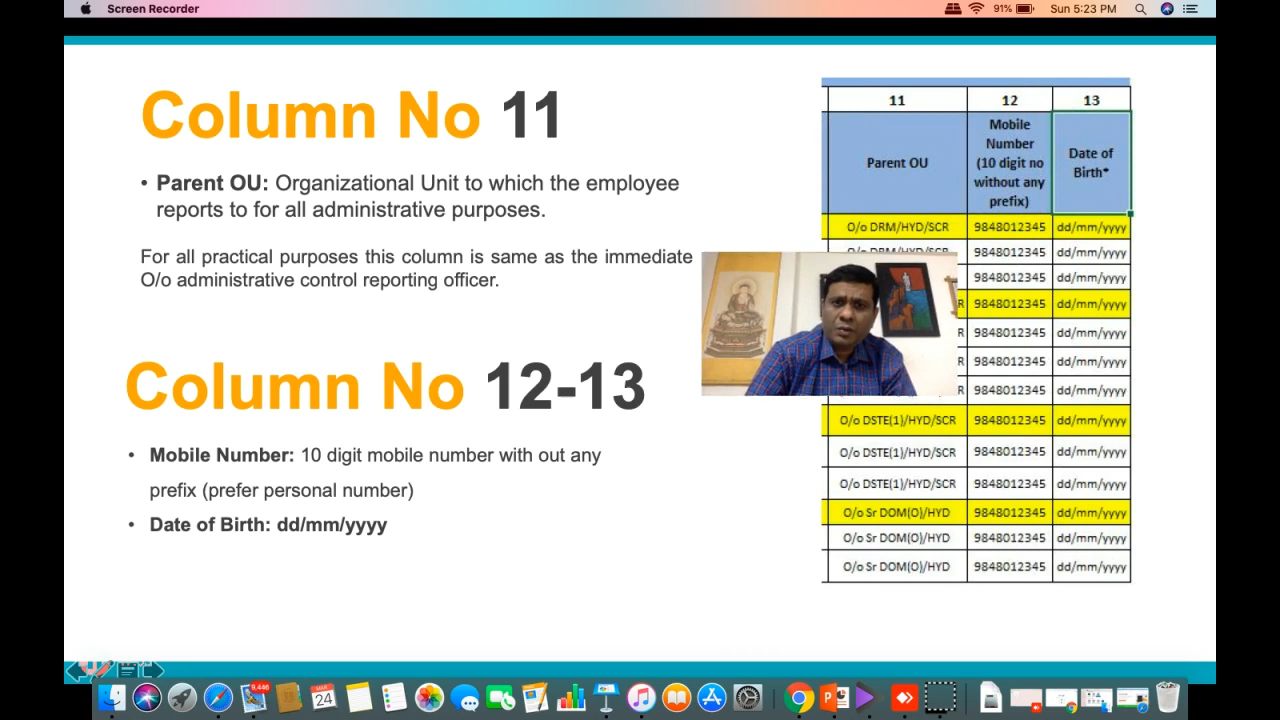 Screen Recorder
91%
Sun 5:23 PM
Column No 11
• Parent OU: Organizational Unit to which the employee
reports to for all administrative purposes.
For all practical purposes this column is same as the immediate
O/o administrative control reporting officer.
Column No 12-13
• Mobile Number: 10 digit mobile number with out any
prefix (prefer personal number)
• Date of Birth: dd/mm/yyyy
11 12 13
Parent OU
Mobile
Number
(10 digit no
without any
prefix)
Date of
Birth*
O/o DRM/HYD/SCR 9848012345 dd/mm/yyyy
O/o DRM/HYD/SCR 9848012345 dd/mm/yyyy
9848012345 dd/mm/yyyy
R 9848012345 dd/mm/yyyy
R 9848012345 dd/mm/yyyy
9848012345 dd/mm/yyyy
9848012345 dd/mm/yyyy
O/o DSTE(1)/HYD/SCR 9848012345 dd/mm/yyyy
O/o DSTE(1)/HYD/SCR 9848012345 dd/mm/yyyy
O/o DSTE(1)/HYD/SCR 9848012345 dd/mm/yyyy
O/o Sr DOM(O)/HYD 9848012345 dd/mm/yyyy
O/o Sr DOM(O)/HYD 9848012345 dd/mm/yyyy
O/o Sr DOM(O)/HYD 9848012345 dd/mm/yyyy
9,446
MAR
24